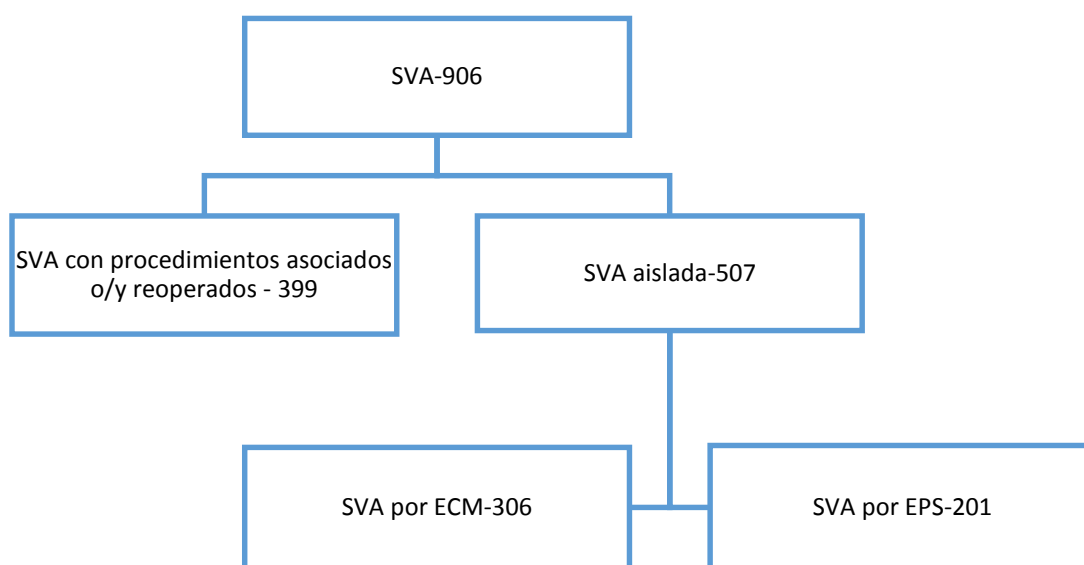 SVA-906
SVA con procedimientos asociados
o/y reoperados - 399
SVA aislada-507
SVA por ECM-306
SVA por EPS-201